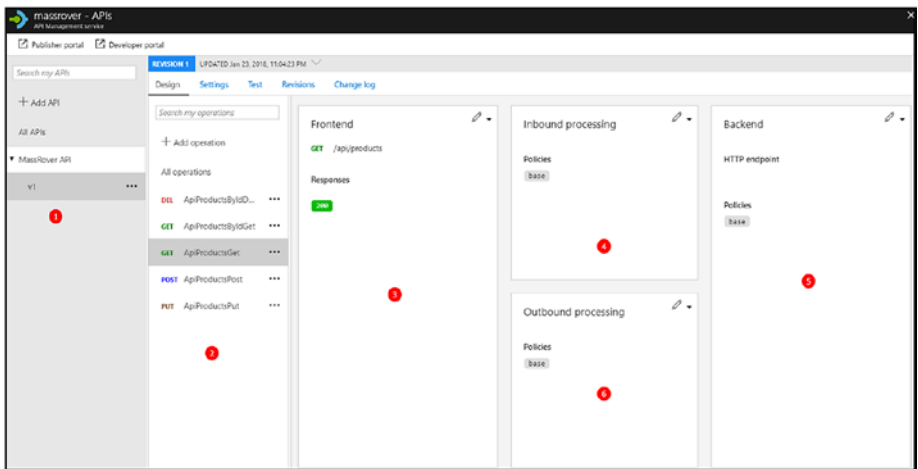 massrover - APIs
API Management service
Publisher portal Developer portal
Search my APIs
+ Add API
All APIs
MassRover API
V1 ...
1
REVISION 1 UPDATED Jan 23, 2018, 11:04:23 PM
Design Settings Test Revisions Change log
Search my operations
+ Add operation
All operations
DEL ApiProductsByIdD... ...
GET ApiProductsByIdGet ...
GET ApiProductsGet ...
POST ApiProductsPost ...
PUT ApiProductsPut ...
2
Frontend
GET /api/products
Responses
200
3
Inbound processing
Policies
base
4
Outbound processing
Policies
base
6
Backend
HTTP endpoint
Policies
base
5